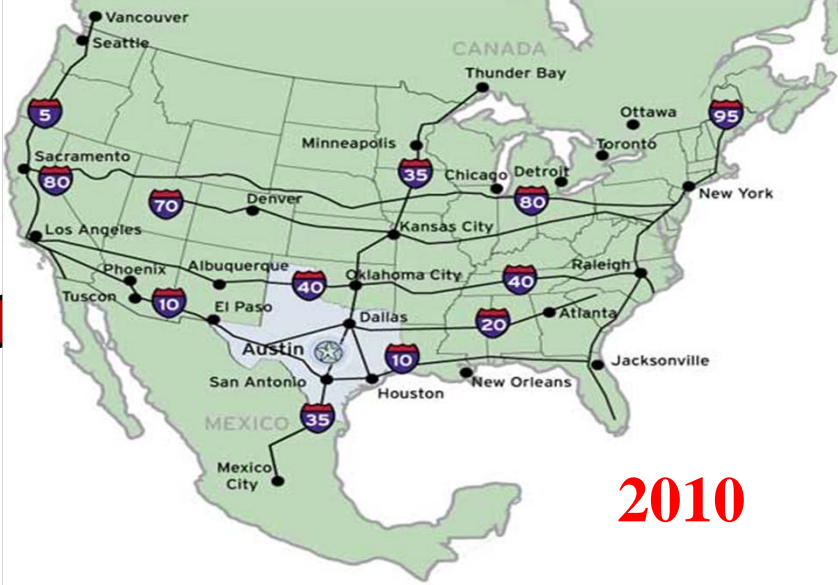 Vancouver
Seattle
CANADA
Thunder Bay
5
Ottawa
95
Minneapolis
Toronto
Sacramento
35
Chicago Detroit
80
New York
70
Denver
80
Los Angeles
Kansas City
Phoenix
Albuquerque
Raleigh
Oklahoma City
40
40
Tuscon
10
El Paso
Dallas
20
Atlanta
Austin
10
San Antonio
Houston
New Orleans
Jacksonville
MEXICO
35
Mexico
City
2010